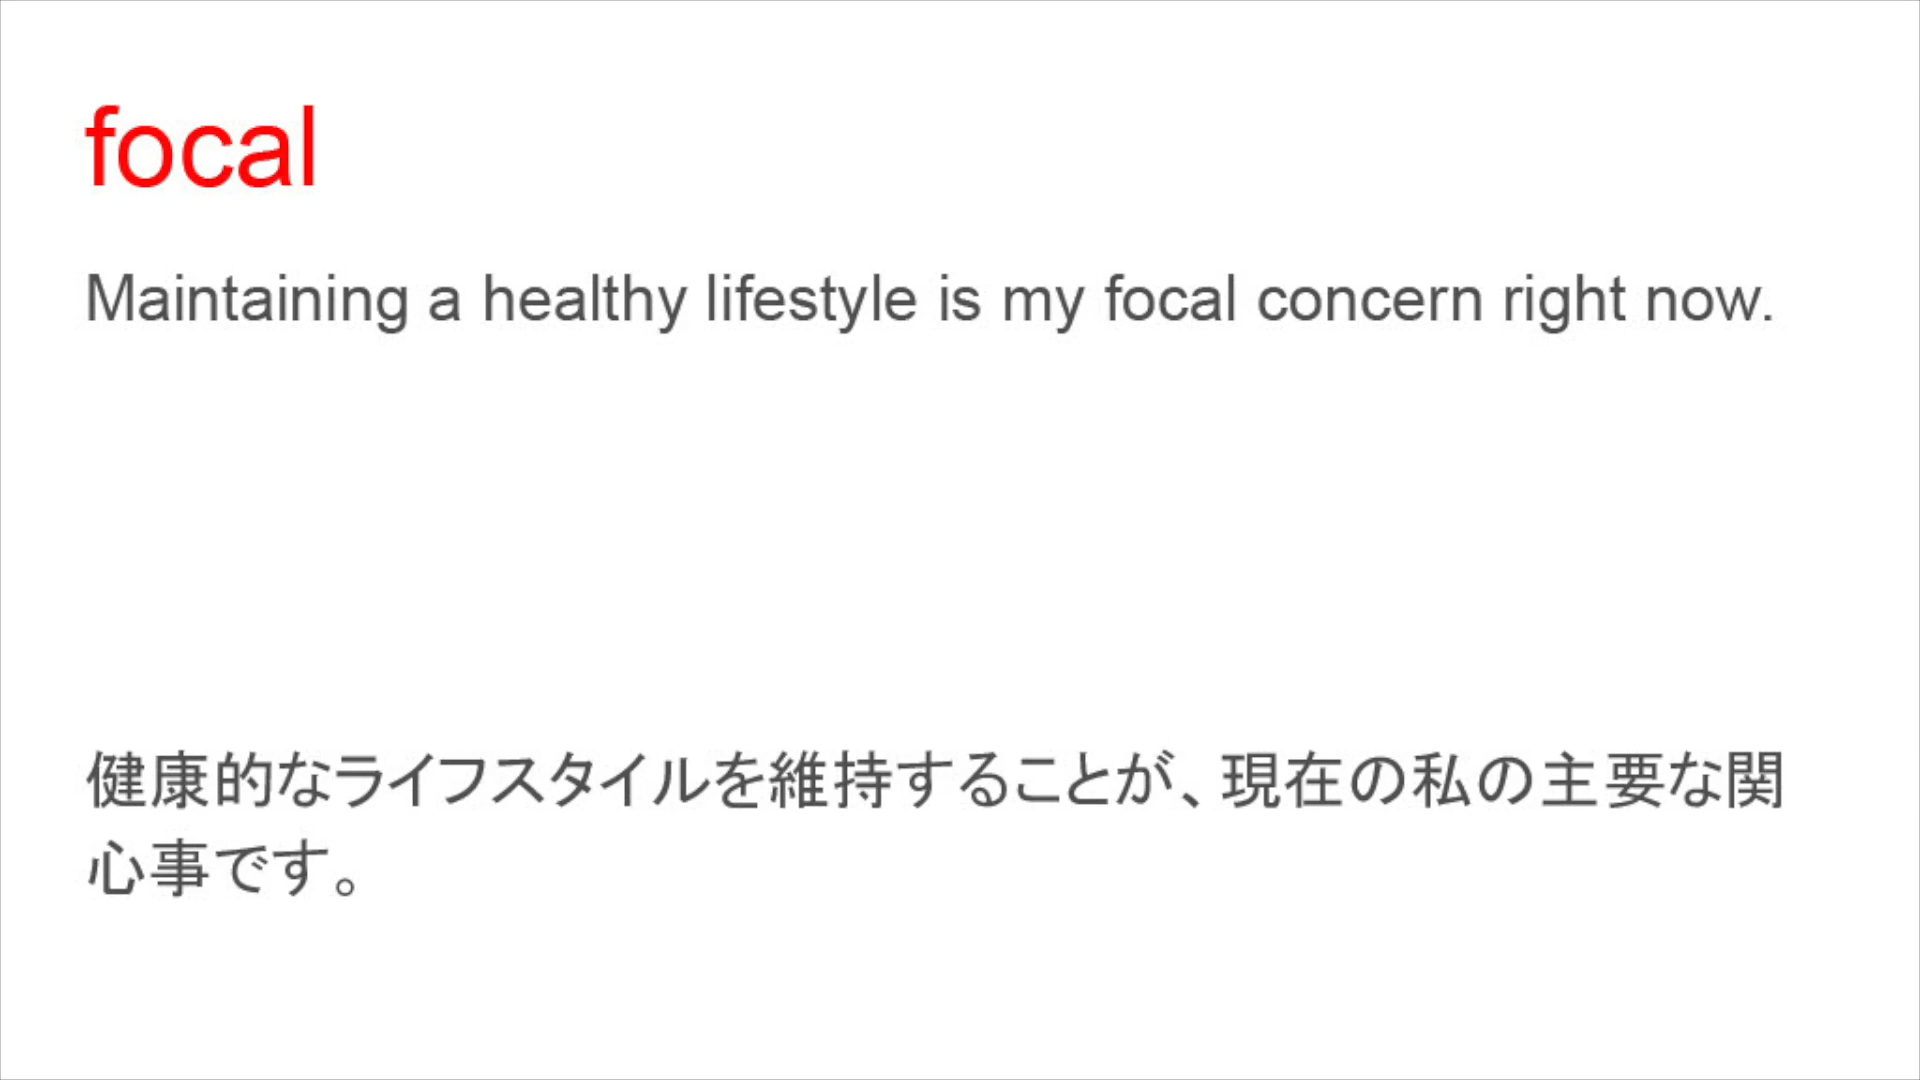 focal
Maintaining a healthy lifestyle is my focal concern right now.
健康的なライフスタイルを維持することが、現在の私の主要な関
心事です。